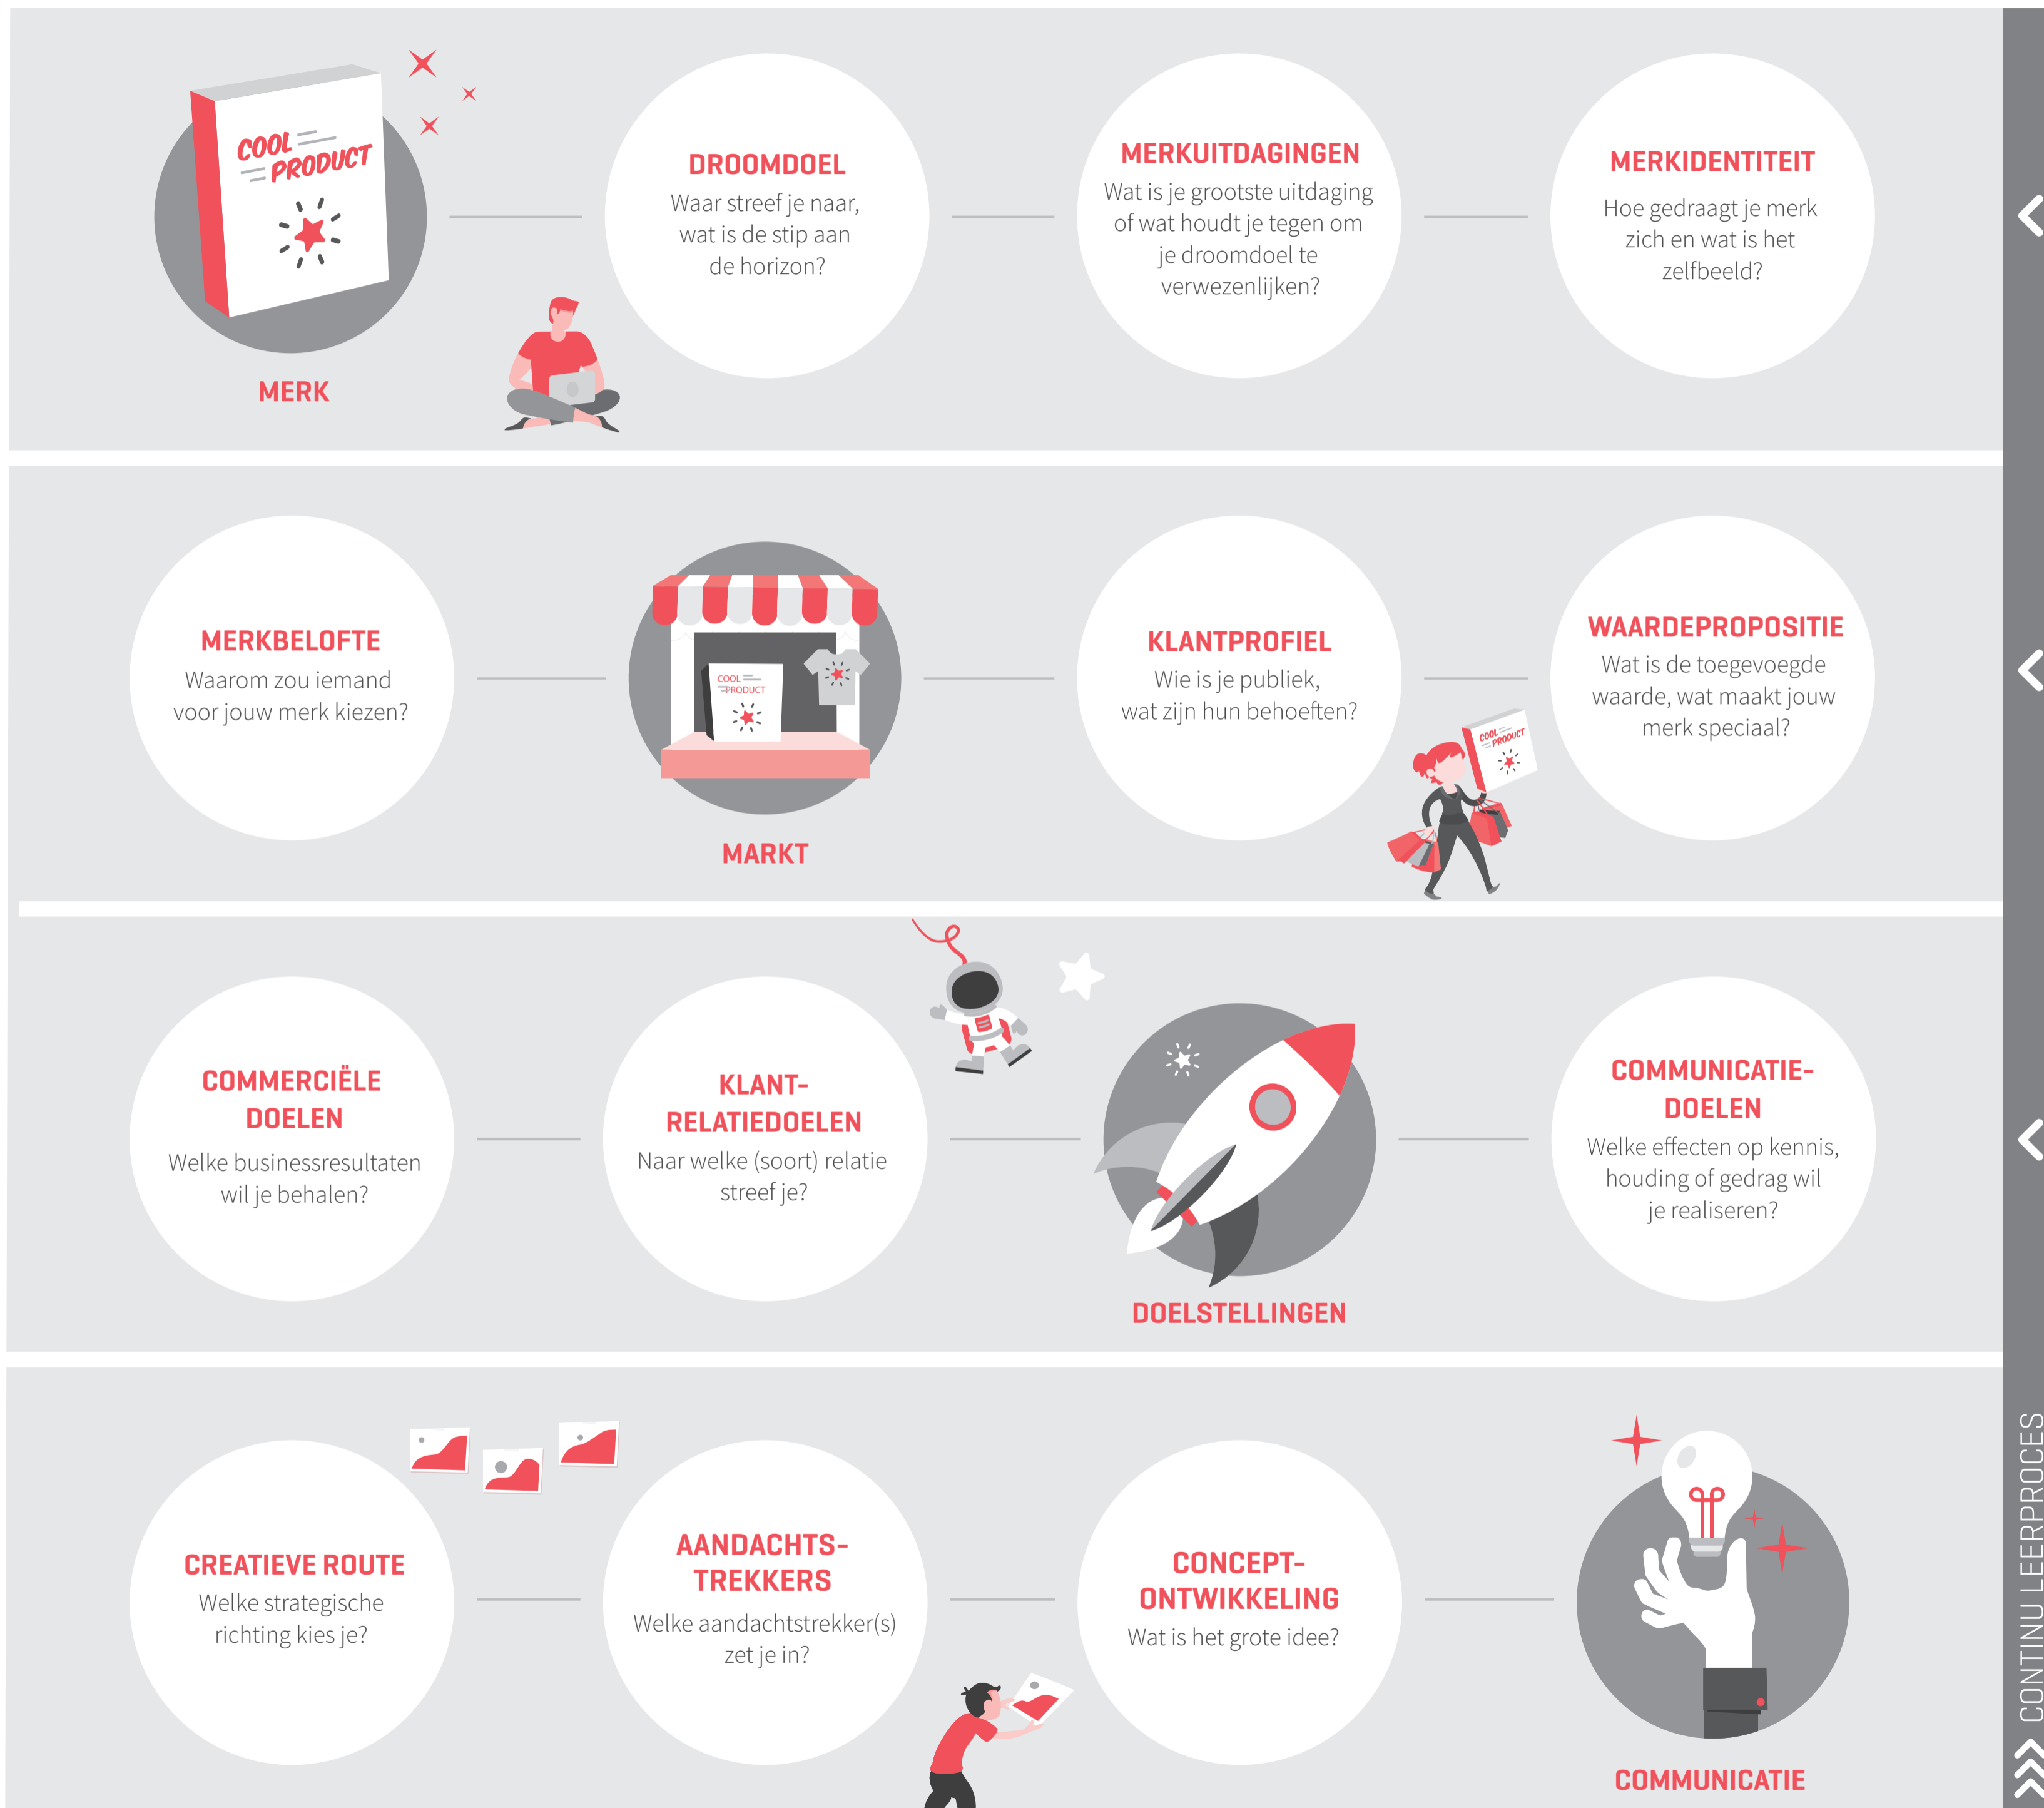 COOL
PRODUCT
MERK
DROOMDOEL
Waar streef je naar,
wat is de stip aan
de horizon?
MERKUITDAGINGEN
Wat is je grootste uitdaging
of wat houdt je tegen om
je droomdoel te
verwezenlijken?
MERKIDENTITEIT
Hoe gedraagt je merk
zich en wat is het
zelfbeeld?
MERKBELOFTE
Waarom zou iemand
voor jouw merk kiezen?
COOL
PRODUCT
MARKT
KLANTPROFIEL
Wie is je publiek,
wat zijn hun behoeften?
COOL
PRODUCT
WAARDEPROPOSITIE
Wat is de toegevoegde
waarde, wat maakt jouw
merk speciaal?
COMMERCIËLE
DOELEN
Welke businessresultaten
wil je behalen?
KLANT-
RELATIEDOELEN
Naar welke (soort) relatie
streef je?
DOELSTELLINGEN
COMMUNICATIE-
DOELEN
Welke effecten op kennis,
houding of gedrag wil
je realiseren?
CREATIEVE ROUTE
Welke strategische
richting kies je?
AANDACHTS-
TREKKERS
Welke aandachtstrekker(s)
zet je in?
CONCEPT-
ONTWIKKELING
Wat is het grote idee?
COMMUNICATIE
CONTINU LEERPROCES